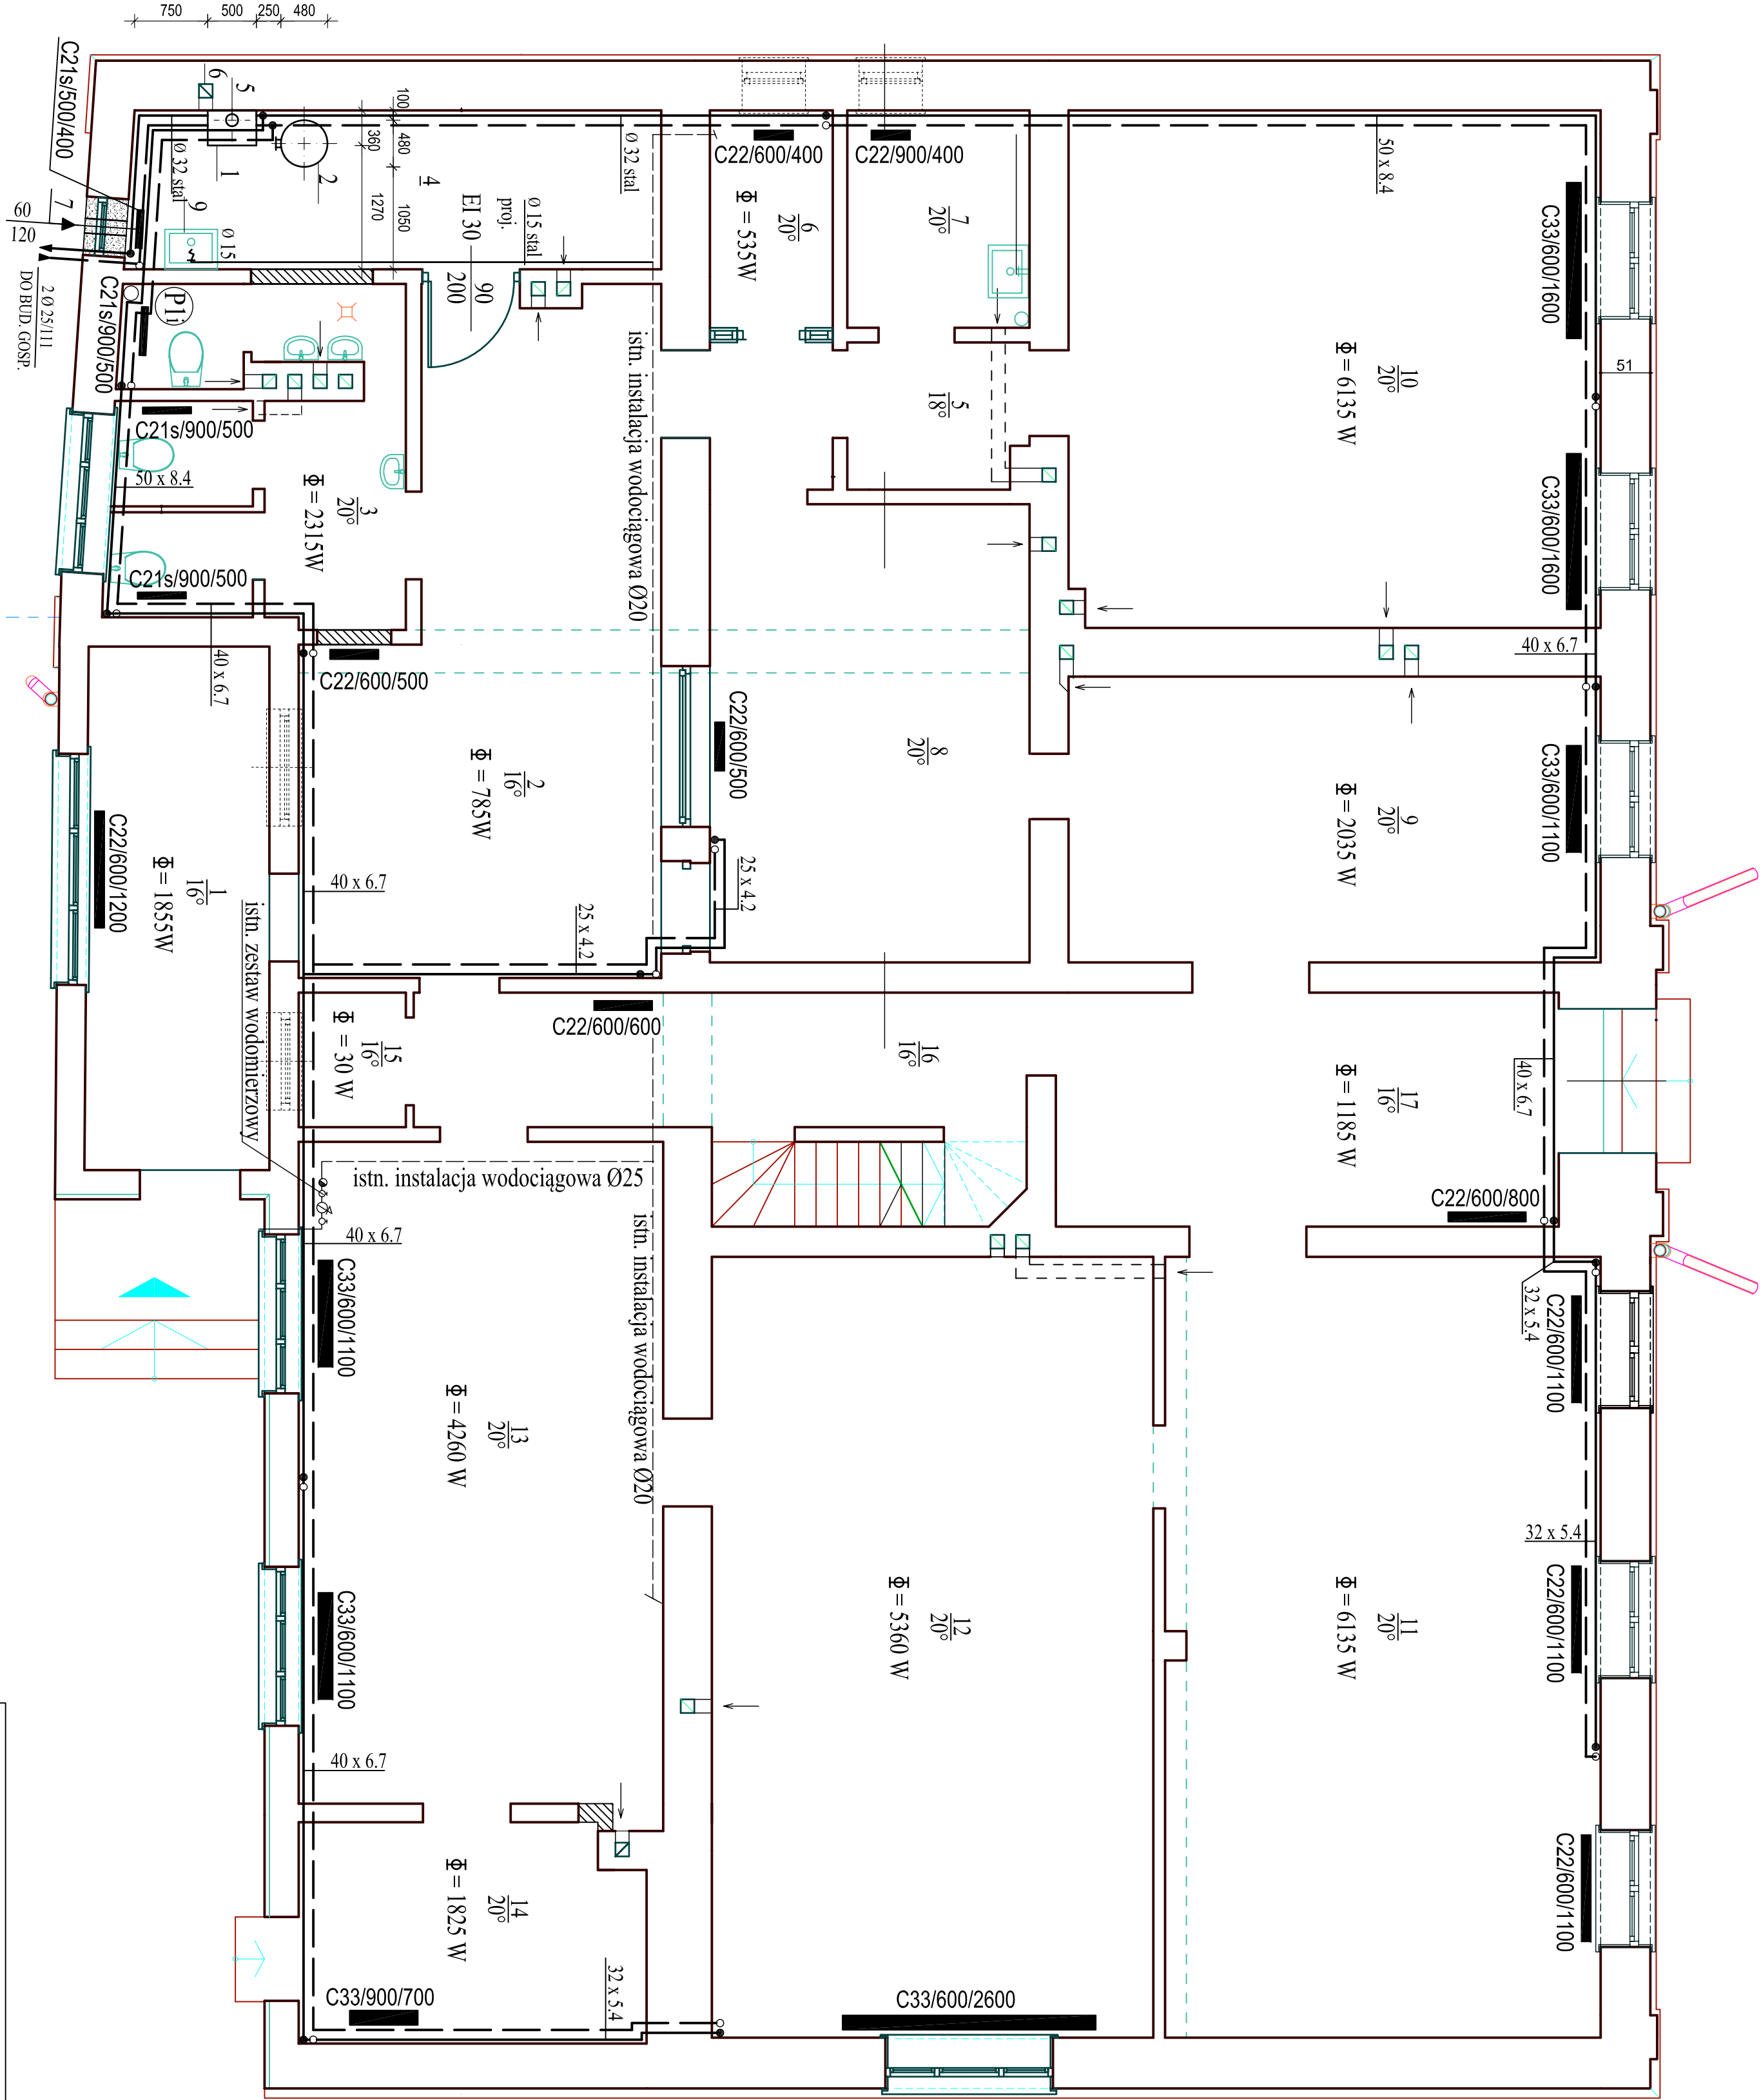 750
500
250
480
C21s/500/400
6
5
1
2
Ø 32 stal
9
Ø 15
100
480
360
1050
1270
4
EI 30
90
200
Ø 15 stal
proj.
Ø 32 stal
C22/600/400
C22/900/400
Φ = 535W
6
20°
7
20°
50 x 8.4
C33/600/1600
51
Φ = 6135 W
10
20°
C33/600/1600
7
60
120
2 Ø 25/111
DO BUD. GOSP.
P1i
C21s/900/500
C21s/900/500
50 x 8.4
C21s/900/500
3
20°
Φ = 2315W
istn. instalacja wodociągowa Ø20
5
18°
40 x 6.7
40 x 6.7
C22/600/500
C22/600/500
2
16°
Φ = 785W
8
20°
9
20°
Φ = 2035 W
C33/600/1100
C22/600/1200
1
16°
Φ = 1855W
40 x 6.7
25 x 4.2
25 x 4.2
istn. zestaw wodomierzowy
15
16°
Φ = 30 W
C22/600/600
16
16°
17
16°
Φ = 1185 W
40 x 6.7
C22/600/800
istn. instalacja wodociągowa Ø25
40 x 6.7
C33/600/1100
istn. instalacja wodociągowa Ø20
32 x 5.4
C22/600/1100
13
20°
Φ = 4260 W
32 x 5.4
C33/600/1100
12
20°
Φ = 5360 W
11
20°
Φ = 6135 W
C22/600/1100
40 x 6.7
14
20°
Φ = 1825 W
C22/600/1100
32 x 5.4
C33/900/700
C33/600/2600